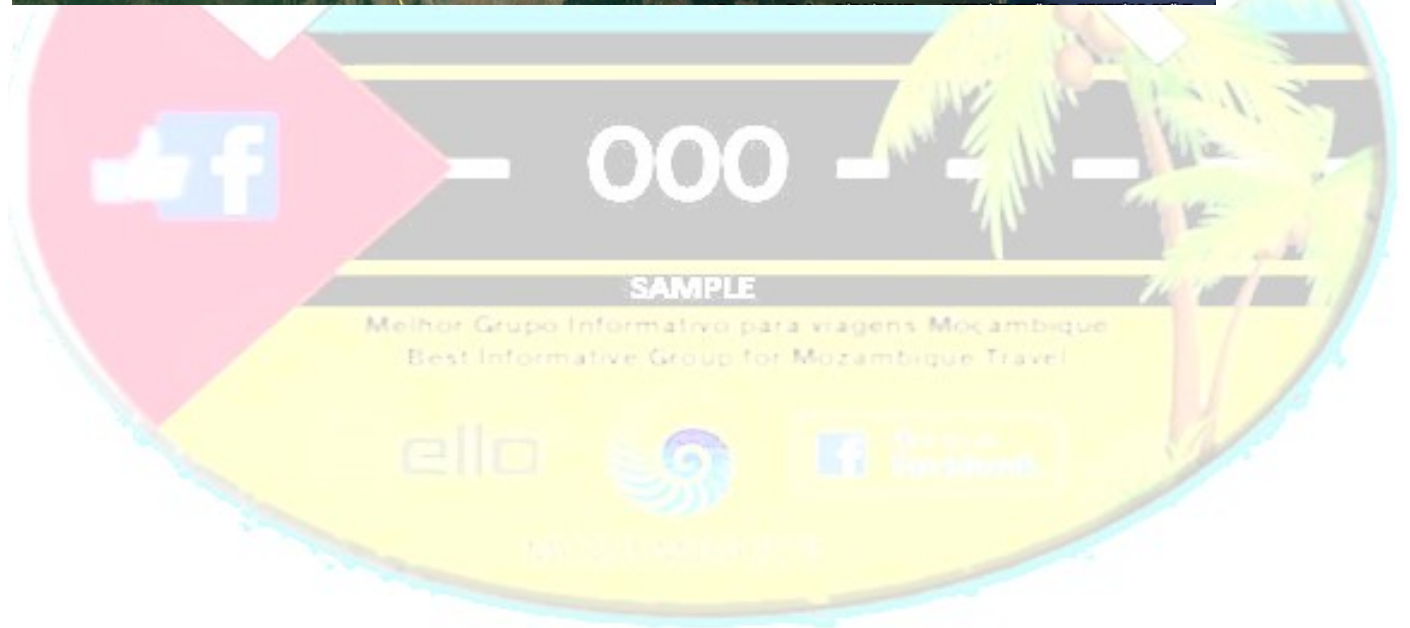 f
000
SAMPLE
Melhor Grupo Informativo para viagens Moçambique
Best Informative Group for Mozambique Travel
ello
f